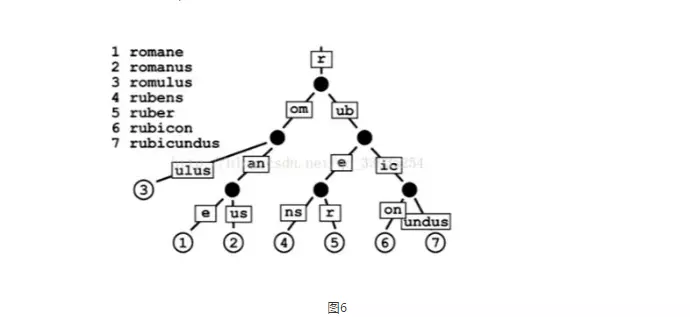 1 romane
2 romanus
3 romulus
4 rubens
5 ruber
6 rubicon
7 rubicundus
r
om
ub
ulus
an
e
ic
3
e
us
ns
r
on
undus
1
2
4
5
6
7
图6